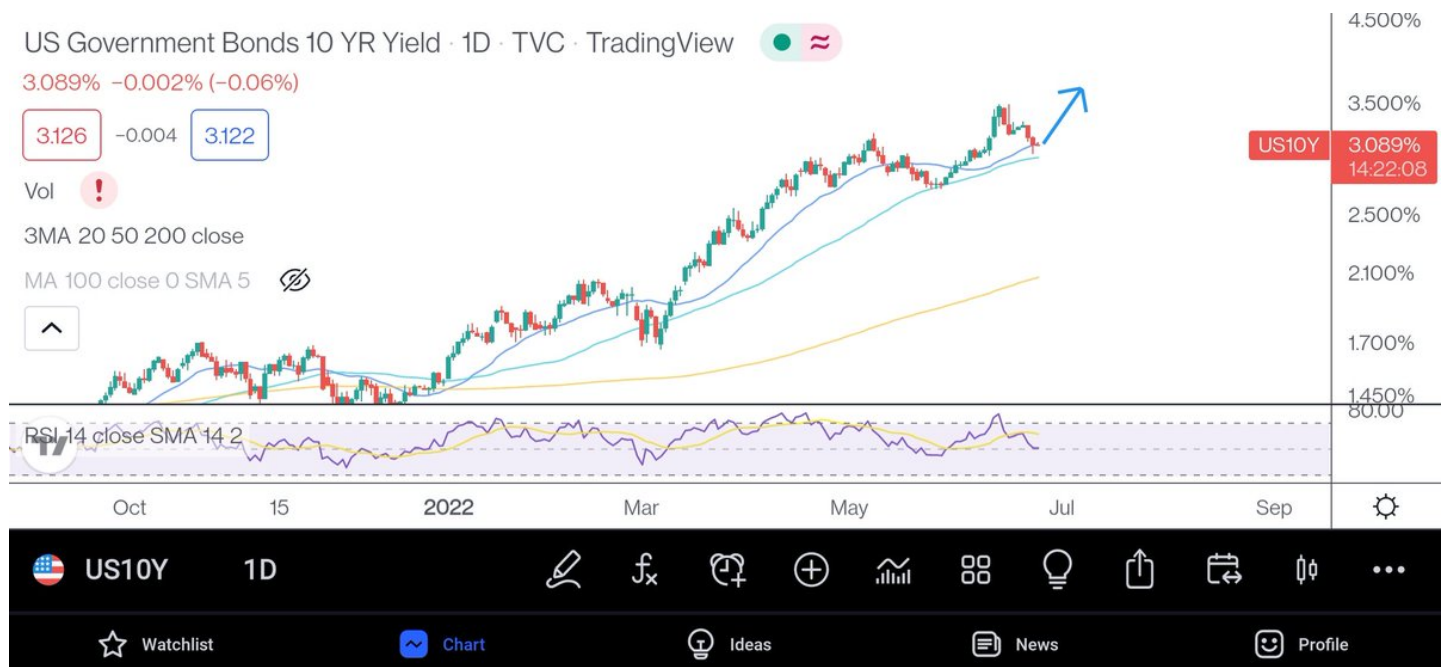 US Government Bonds 10 YR Yield · 1D · TVC · TradingView
3.089% −0.002% (−0.06%)
3.126 −0.004 3.122
Vol
3MA 20 50 200 close
MA 100 close 0 SMA 5
4.500%
3.500%
US10Y 3.089%
14:22:08
2.500%
2.100%
1.700%
1.450%
80.00
RSI 14 close SMA 14 2
Oct 15 2022 Mar May Jul Sep
US10Y 1D
Watchlist Chart Ideas News Profile